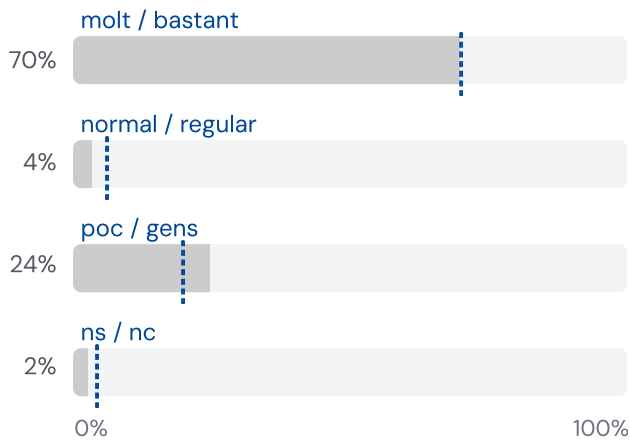 molt / bastant
70%
normal / regular
4%
poc / gens
24%
ns / nc
2%
0% 100%